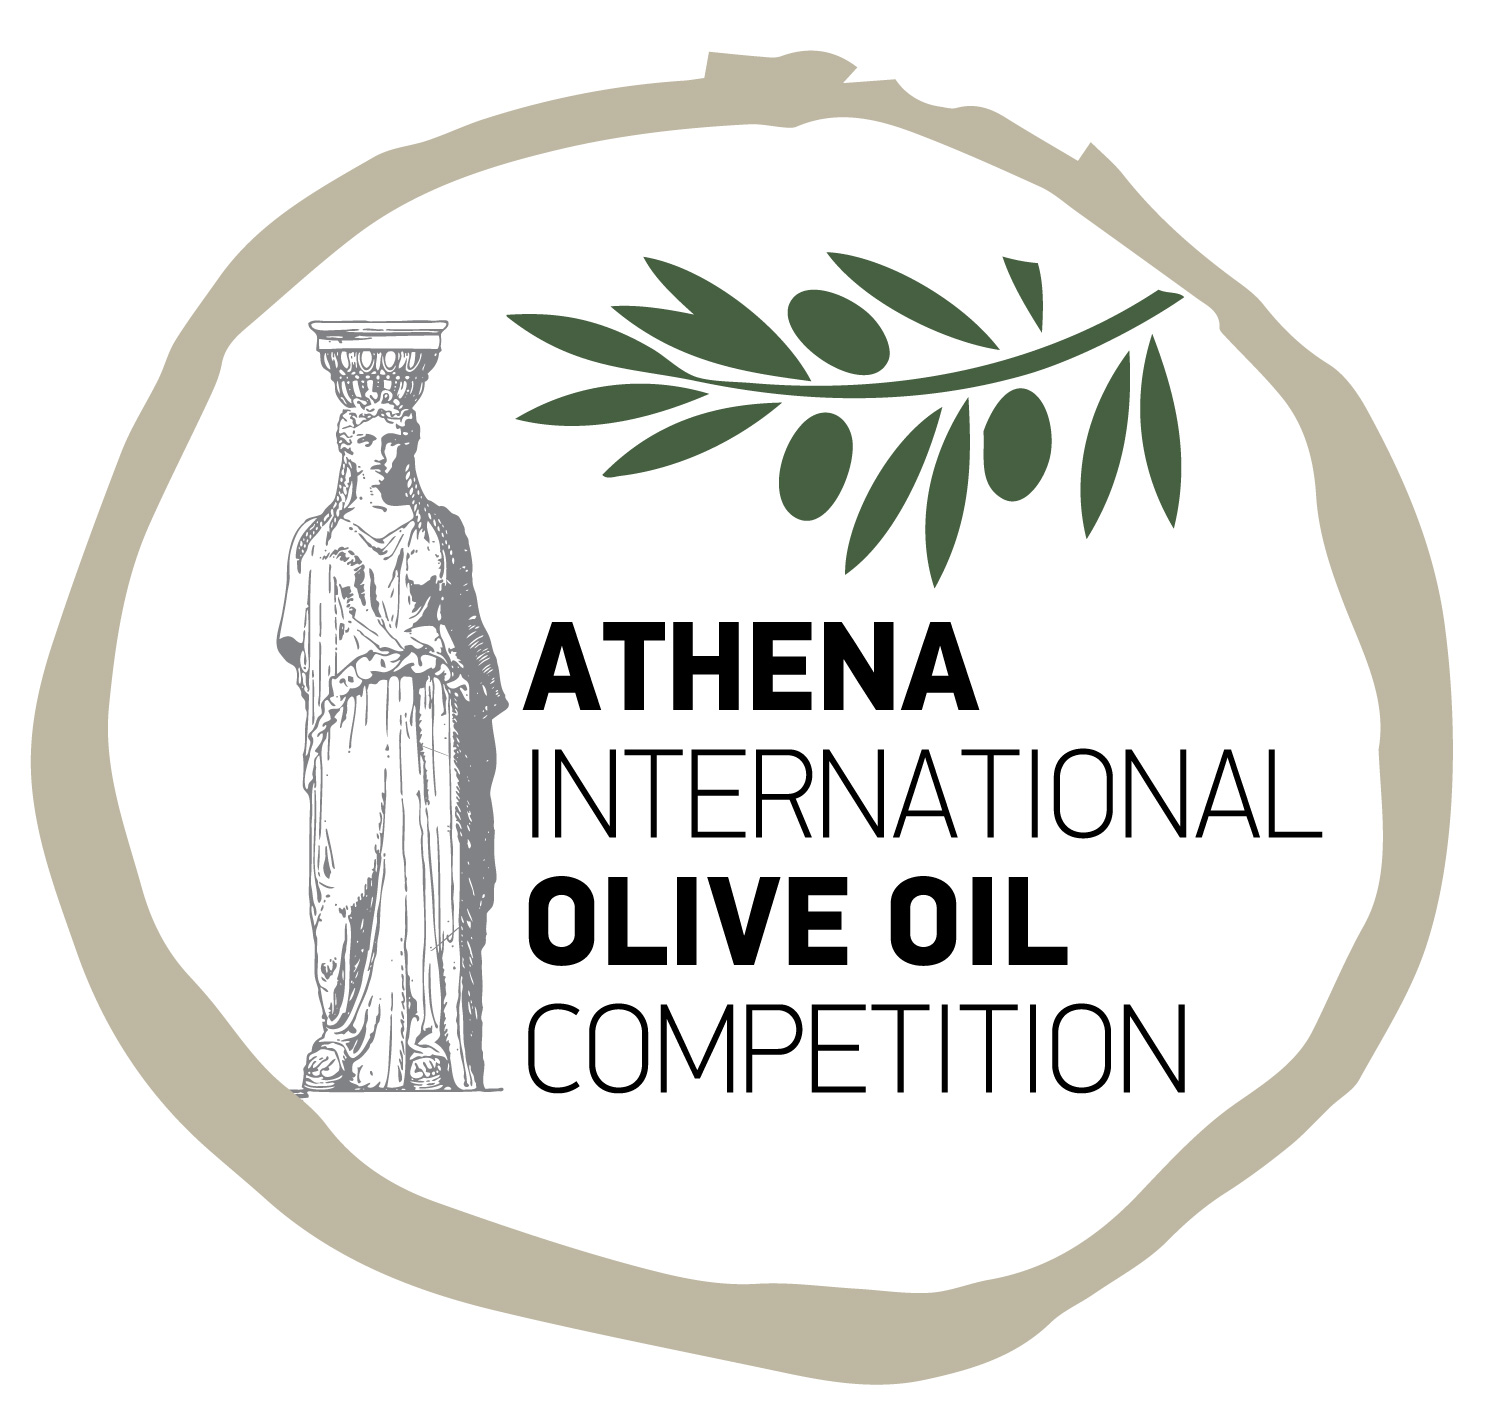 ATHENA
INTERNATIONAL
OLIVE OIL
COMPETITION